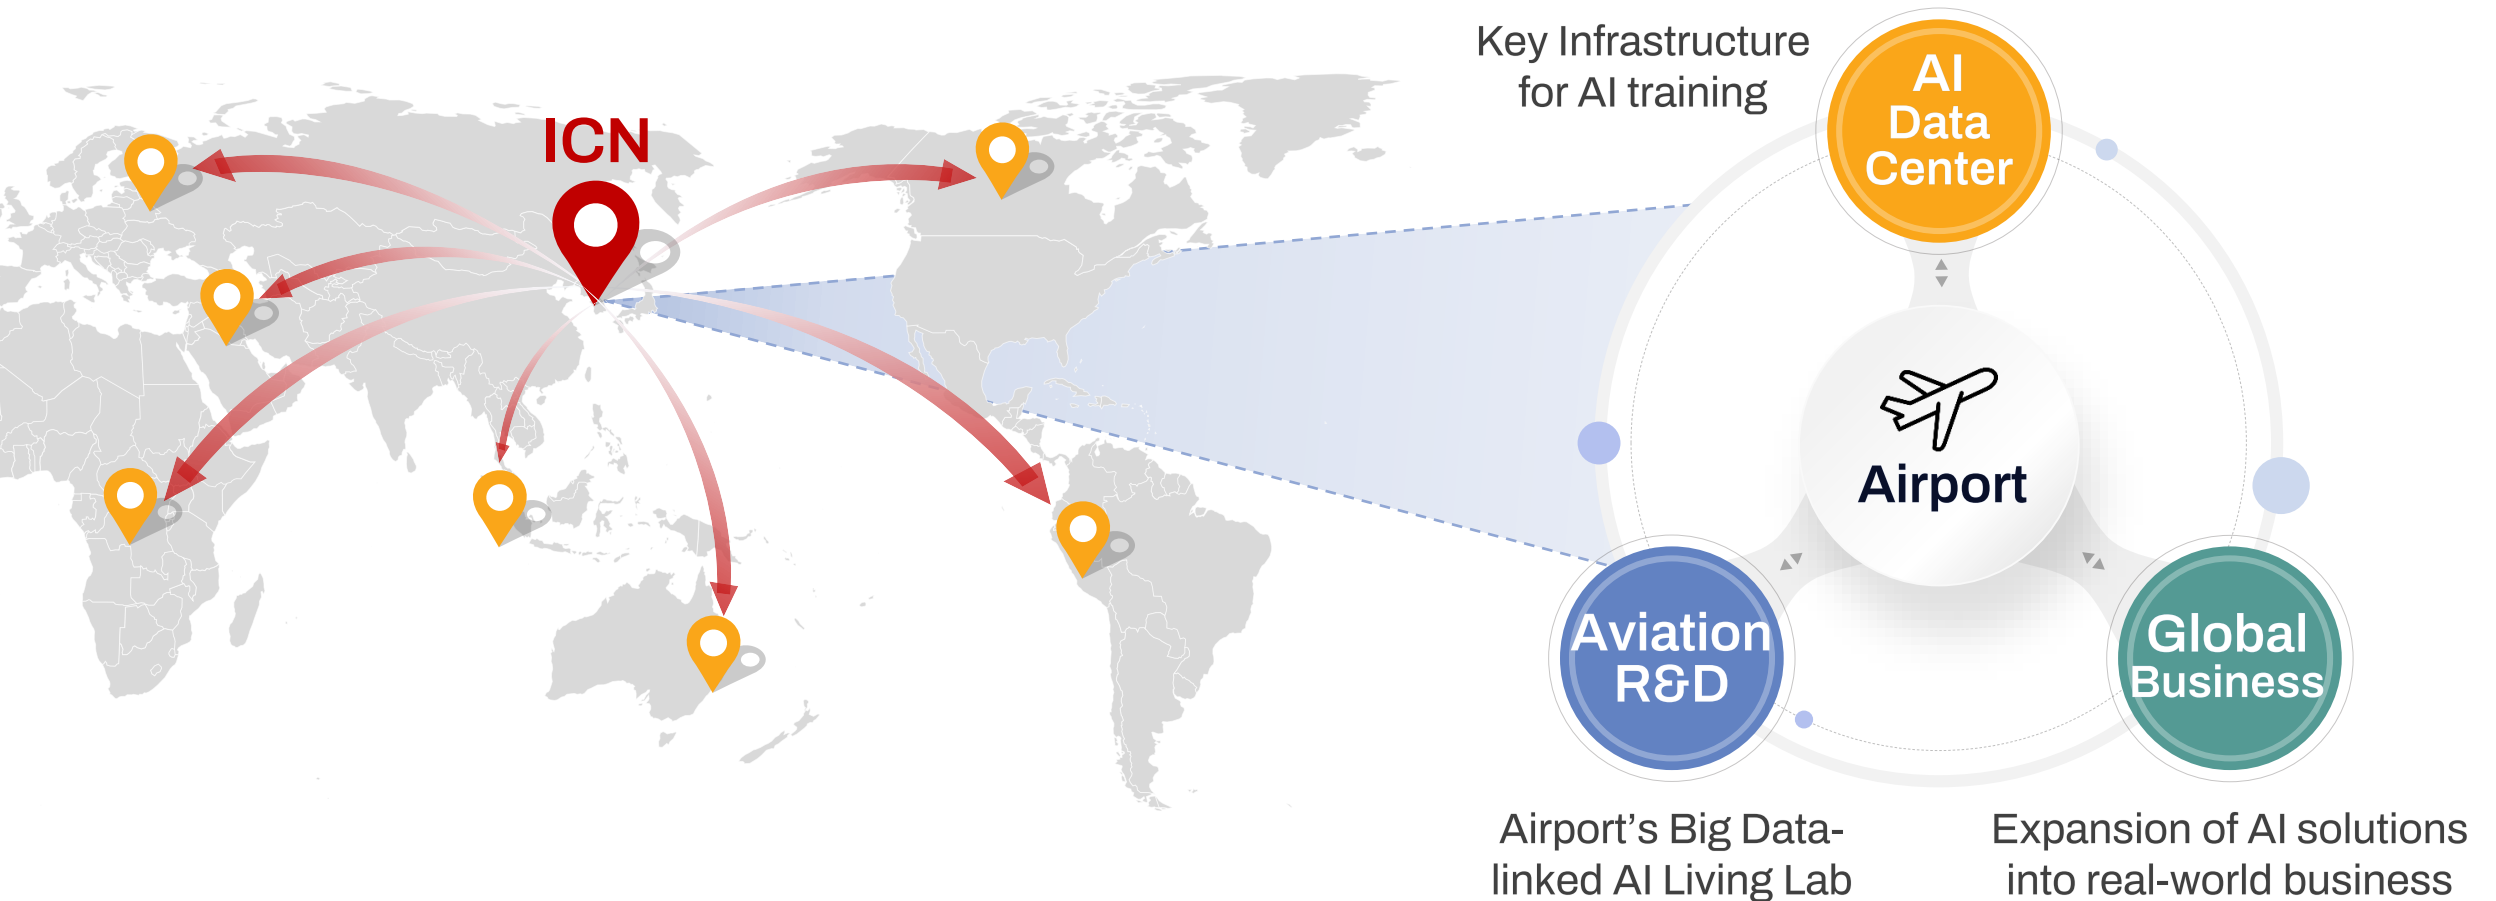 ICN
Key Infrastructure
for AI training
AI
Data
Center
Airport
Aviation
R&D
Global
Business
Airport’s Big Data-
linked AI Living Lab
Expansion of AI solutions
into real-world business